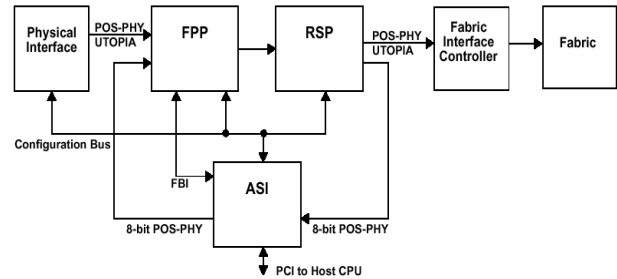 Physical
Interface
POS-PHY
UTOPIA
FPP
RSP
POS-PHY
UTOPIA
Fabric
Interface
Controller
Fabric
Configuration Bus
FBI
ASI
8-bit POS-PHY
8-bit POS-PHY
PCI to Host CPU